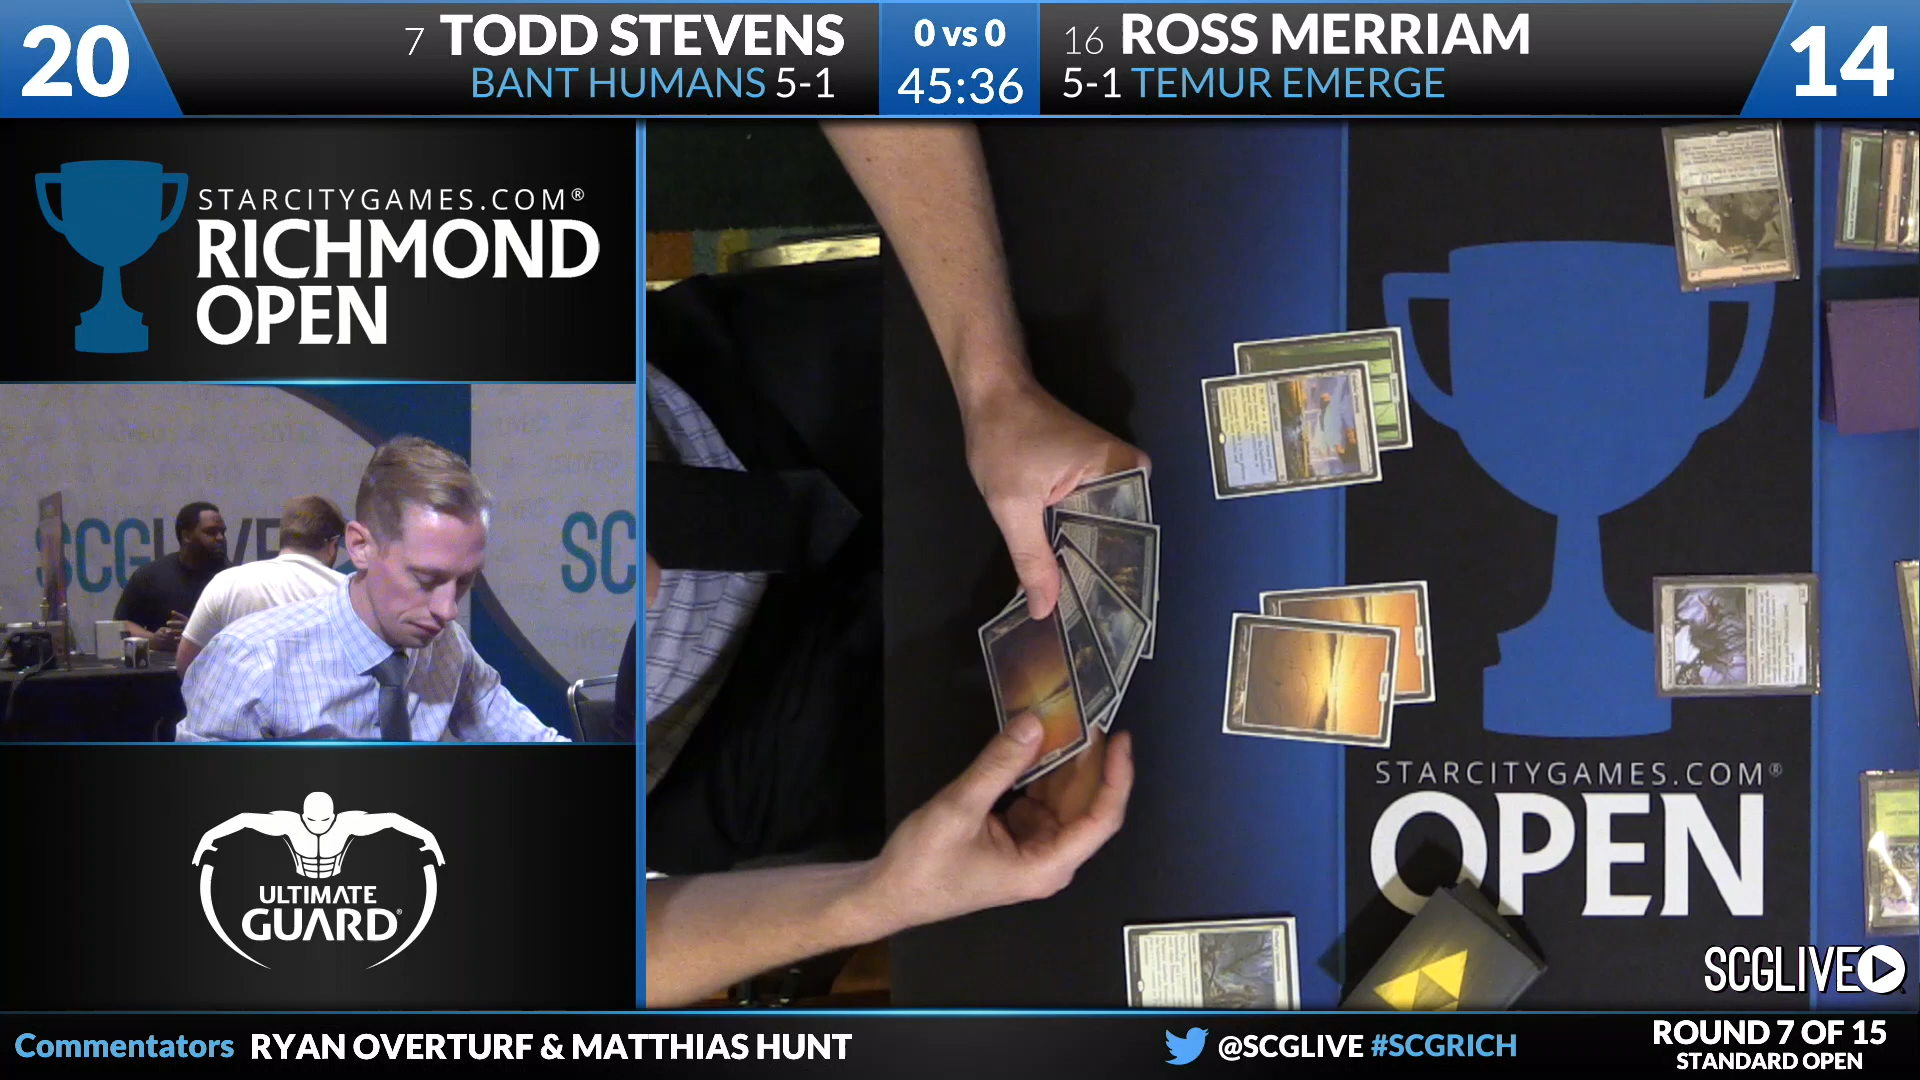 20
7 TODD STEVENS
BANT HUMANS 5-1
0 vs 0
45:36
16 ROSS MERRIAM
5-1 TEMUR EMERGE
14
STARCITYGAMES.COM®
RICHMOND
OPEN
SCGLIVE
SC
ULTIMATE
GUARD®
STARCITYGAMES.COM®
OPEN
SCGLIVE
Commentators RYAN OVERTURF & MATTHIAS HUNT
@SCGLIVE #SCGRICH
ROUND 7 OF 15
STANDARD OPEN